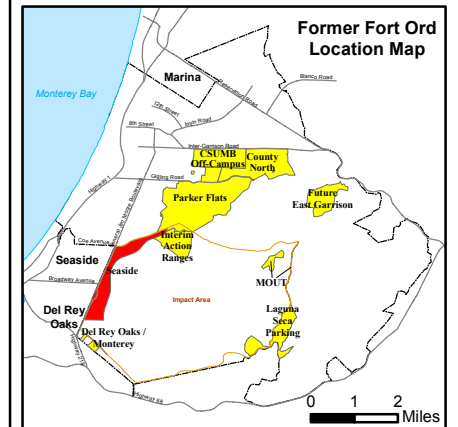 Former Fort Ord
Location Map
Marina
Monterey Bay
Blanco Road
Reservation Road
12th Street
Imjin Road
8th Street
Inter-Garrison Road
CSUMB
Off-Campus
County
North
Gigling Road
Highway 1
General Jim Moore Boulevard
Parker Flats
Future
East Garrison
Coe Avenue
Interim
Action
Ranges
Seaside
Seaside
Broadway Avenue
MOUT
Impact Area
Del Rey
Oaks
Laguna
Seca
Parking
Del Rey Oaks /
Monterey
Highway 218
Highway 68
0 1 2
Miles